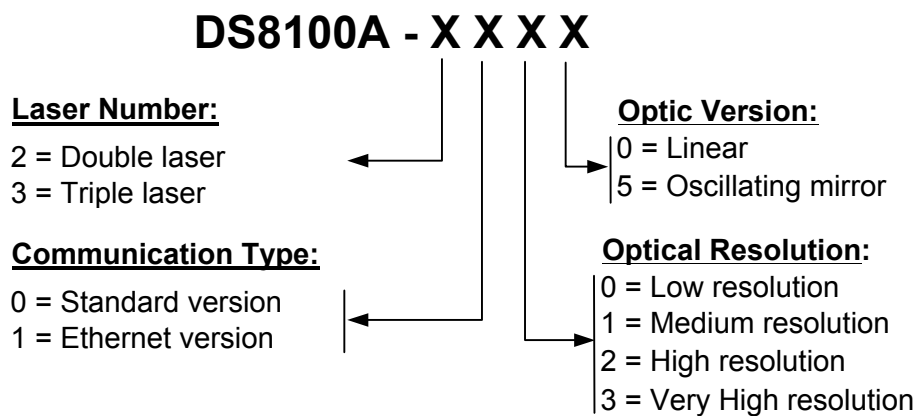 DS8100A - X X X X
Laser Number:
2 = Double laser
3 = Triple laser
Communication Type:
0 = Standard version
1 = Ethernet version
Optic Version:
0 = Linear
5 = Oscillating mirror
Optical Resolution:
0 = Low resolution
1 = Medium resolution
2 = High resolution
3 = Very High resolution